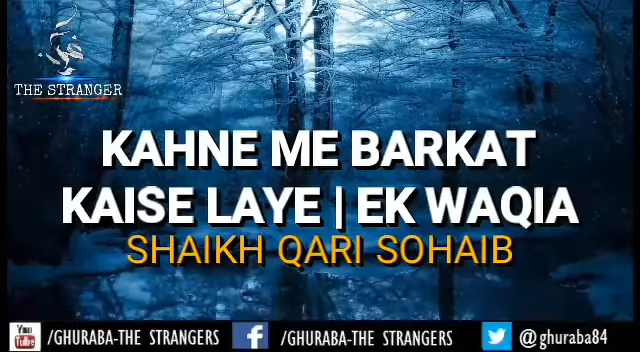 THE STRANGER
KAHNE ME BARKAT
KAISE LAYE | EK WAQIA
SHAIKH QARI SOHAIB
You Tube /GHURABA-THE STRANGERS f /GHURABA-THE STRANGERS @ghuraba84